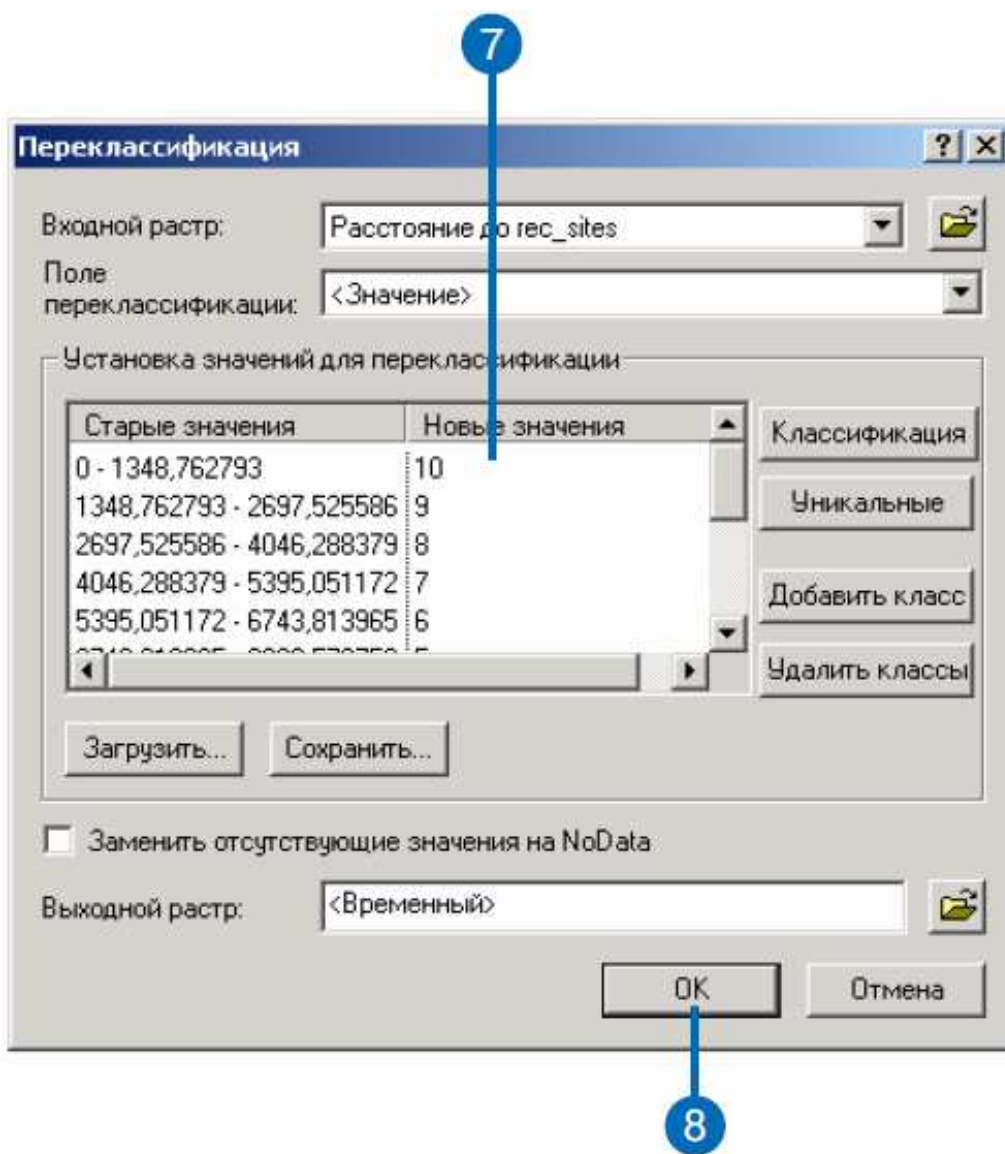 7
Переклассификация
Входной растр: Расстояние до rec_sites
Поле
переклассификации: <Значение>
Установка значений для переклассификации
Старые значения Новые значения
0 - 1348,762793 10
1348,762793 - 2697,525586 9
2697,525586 - 4046,288379 8
4046,288379 - 5395,051172 7
5395,051172 - 6743,813965 6
Классификация
Уникальные
Добавить класс
Удалить классы
Загрузить... Сохранить...
Заменить отсутствующие значения на NoData
Выходной растр: <Временный>
OK Отмена
8